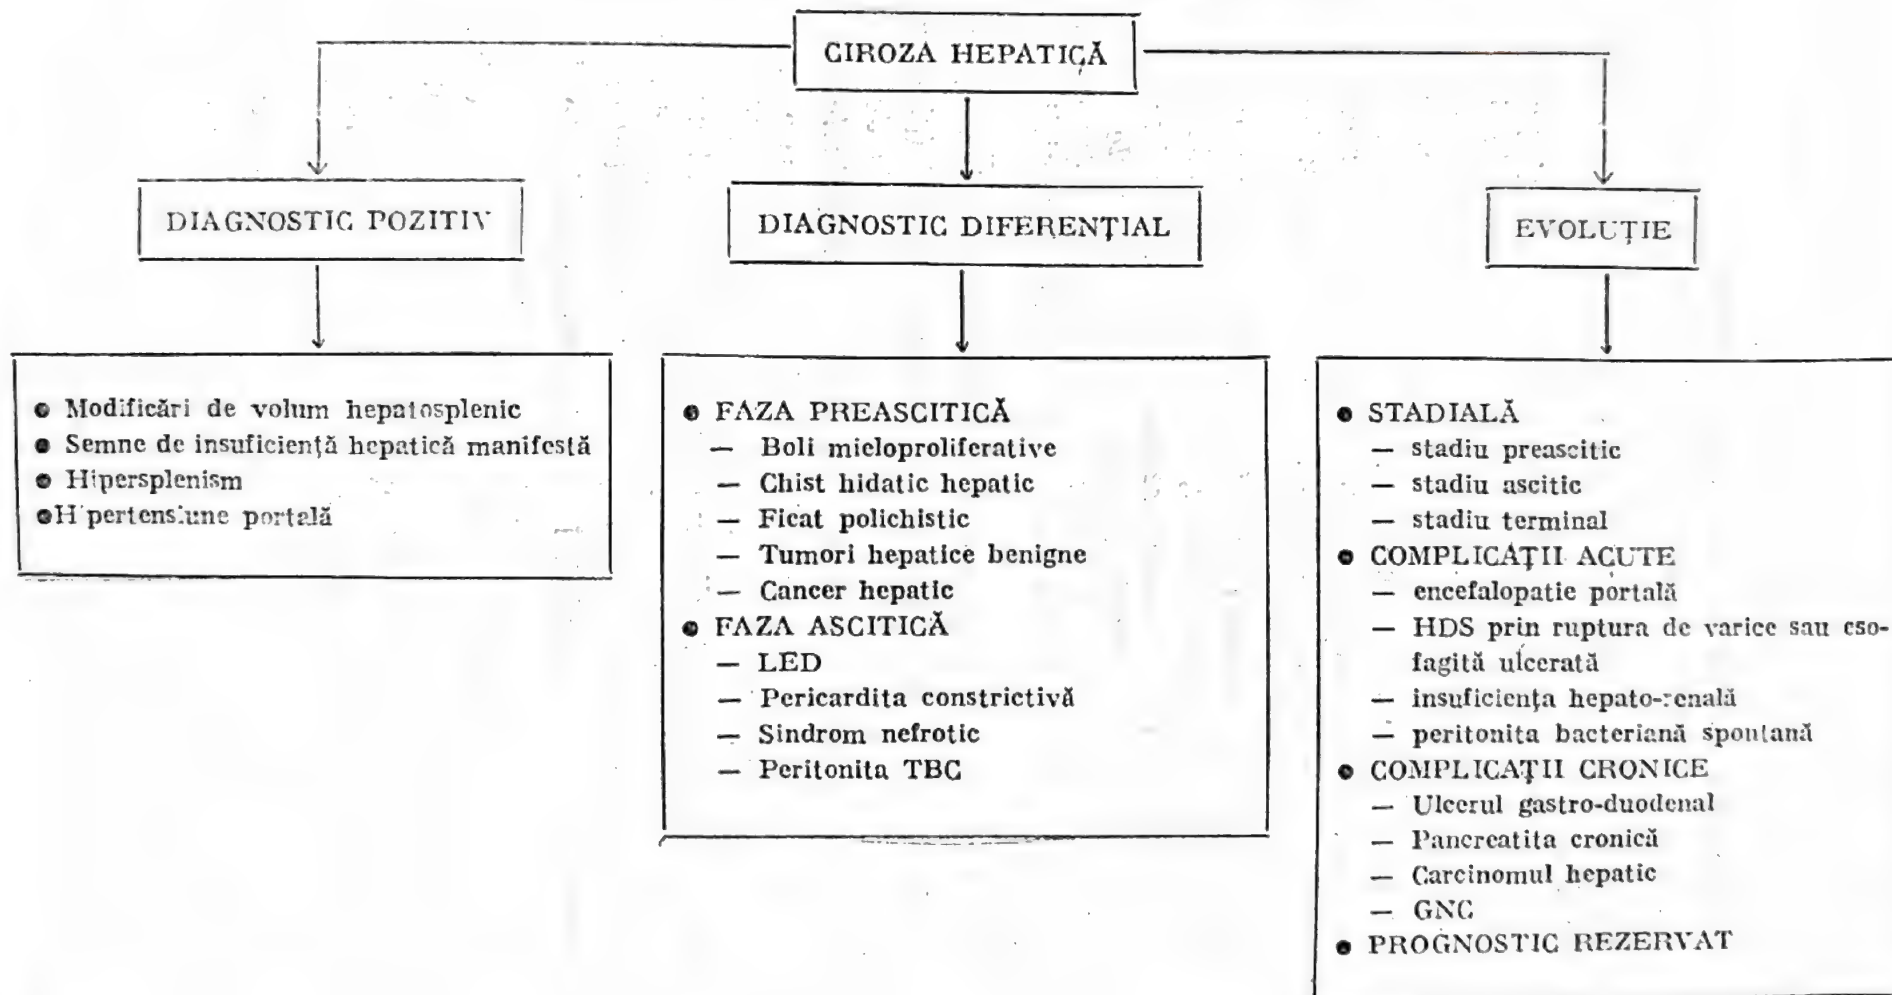 CIROZA HEPATICĂ
DIAGNOSTIC POZITIV
● Modificări de volum hepatosplenic
● Semne de insuficiență hepatică manifestă
● Hipersplenism
● Hipertensiune portală
DIAGNOSTIC DIFERENȚIAL
● FAZA PREASCITICĂ
— Boli mieloproliferative
— Chist hidatic hepatic
— Ficat polichistic
— Tumori hepatice benigne
— Cancer hepatic
● FAZA ASCITICĂ
— LED
— Pericardita constrictivă
— Sindrom nefrotic
— Peritonita TBC
EVOLUȚIE
● STADIALĂ
— stadiu preascitic
— stadiu ascitic
— stadiu terminal
● COMPLICAȚII ACUTE
— encefalopatie portală
— HDS prin ruptura de varice sau eso-
fagită ulcerată
— insuficiența hepato-renală
— peritonita bacteriană spontană
● COMPLICAȚII CRONICE
— Ulcerul gastro-duodenal
— Pancreatita cronică
— Carcinomul hepatic
— GNC
● PROGNOSTIC REZERVAT